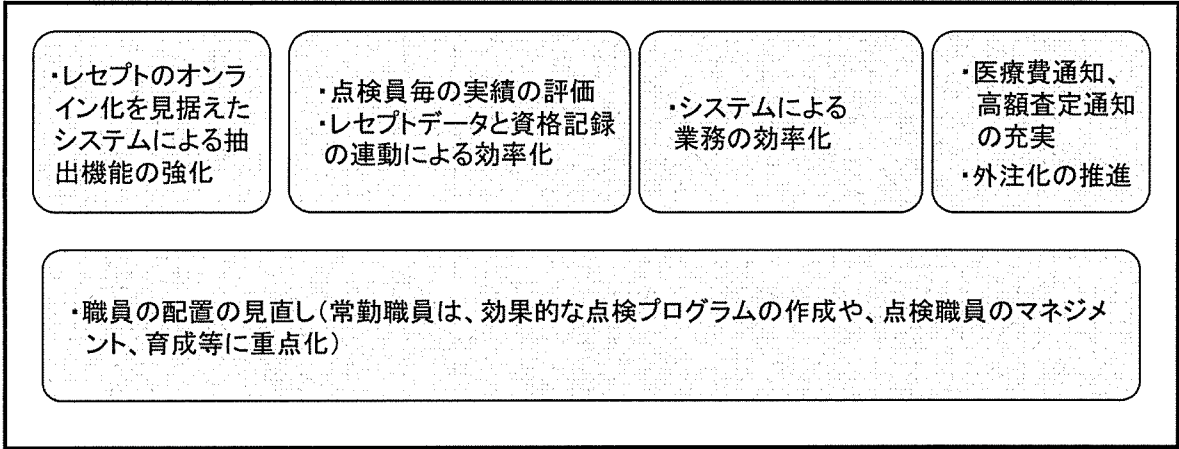 ・レセプトのオンラ
イン化を見据えた
システムによる抽
出機能の強化
・点検員毎の実績の評価
・レセプトデータと資格記録
の連動による効率化
・システムによる
業務の効率化
・医療費通知、
高額査定通知
の充実
・外注化の推進
・職員の配置の見直し(常勤職員は、効果的な点検プログラムの作成や、点検職員のマネジメ
ント、育成等に重点化)